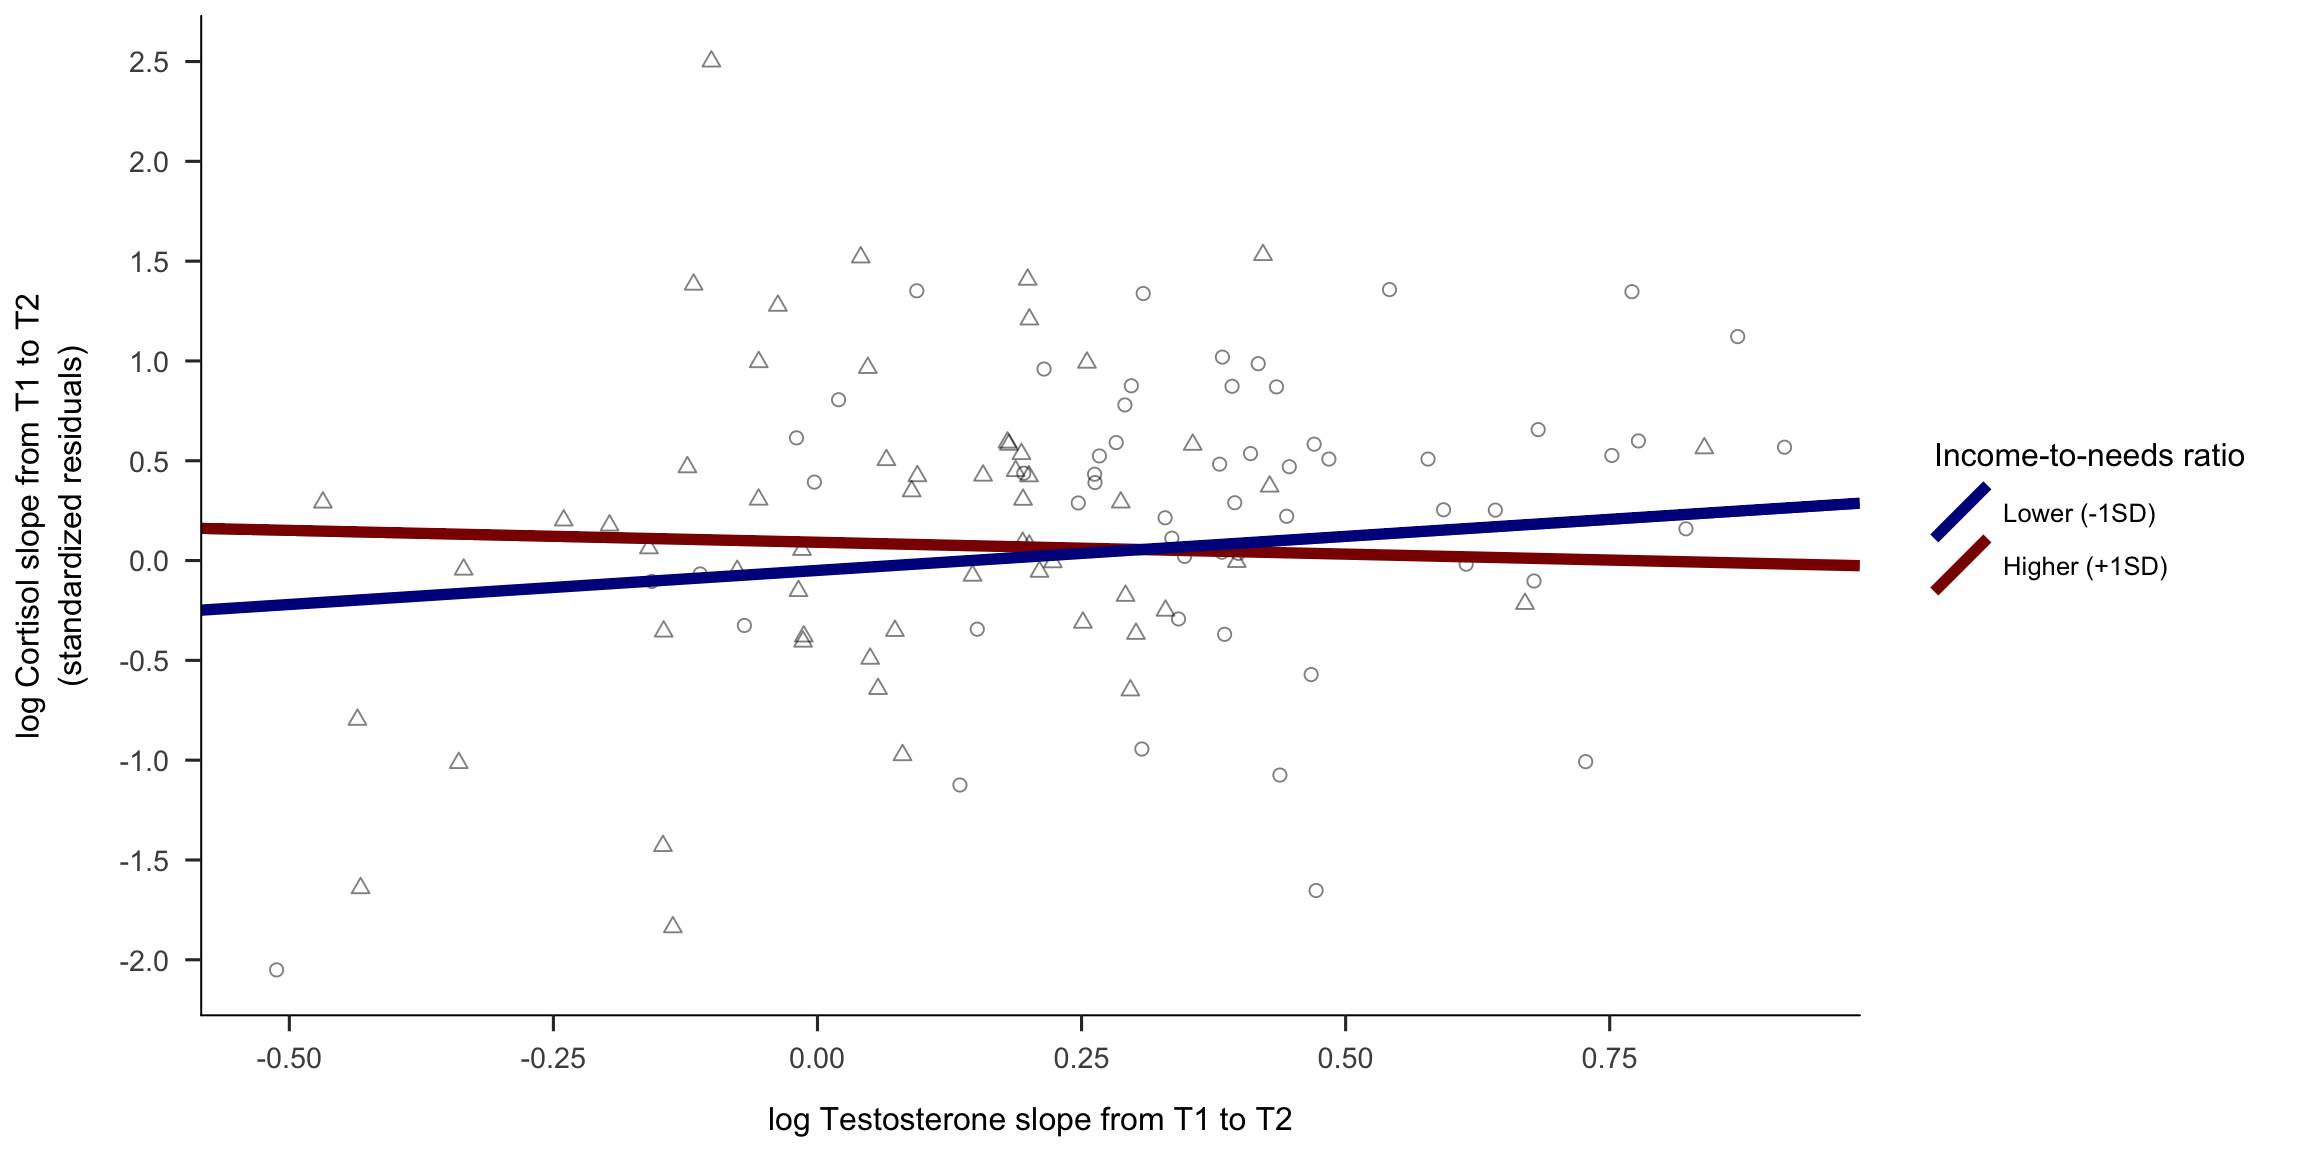 log Cortisol slope from T1 to T2
(standardized residuals)
2.5
2.0
1.5
1.0
0.5
0.0
-0.5
-1.0
-1.5
-2.0
-0.50
-0.25
0.00
0.25
0.50
0.75
log Testosterone slope from T1 to T2
Income-to-needs ratio
Lower (-1SD)
Higher (+1SD)